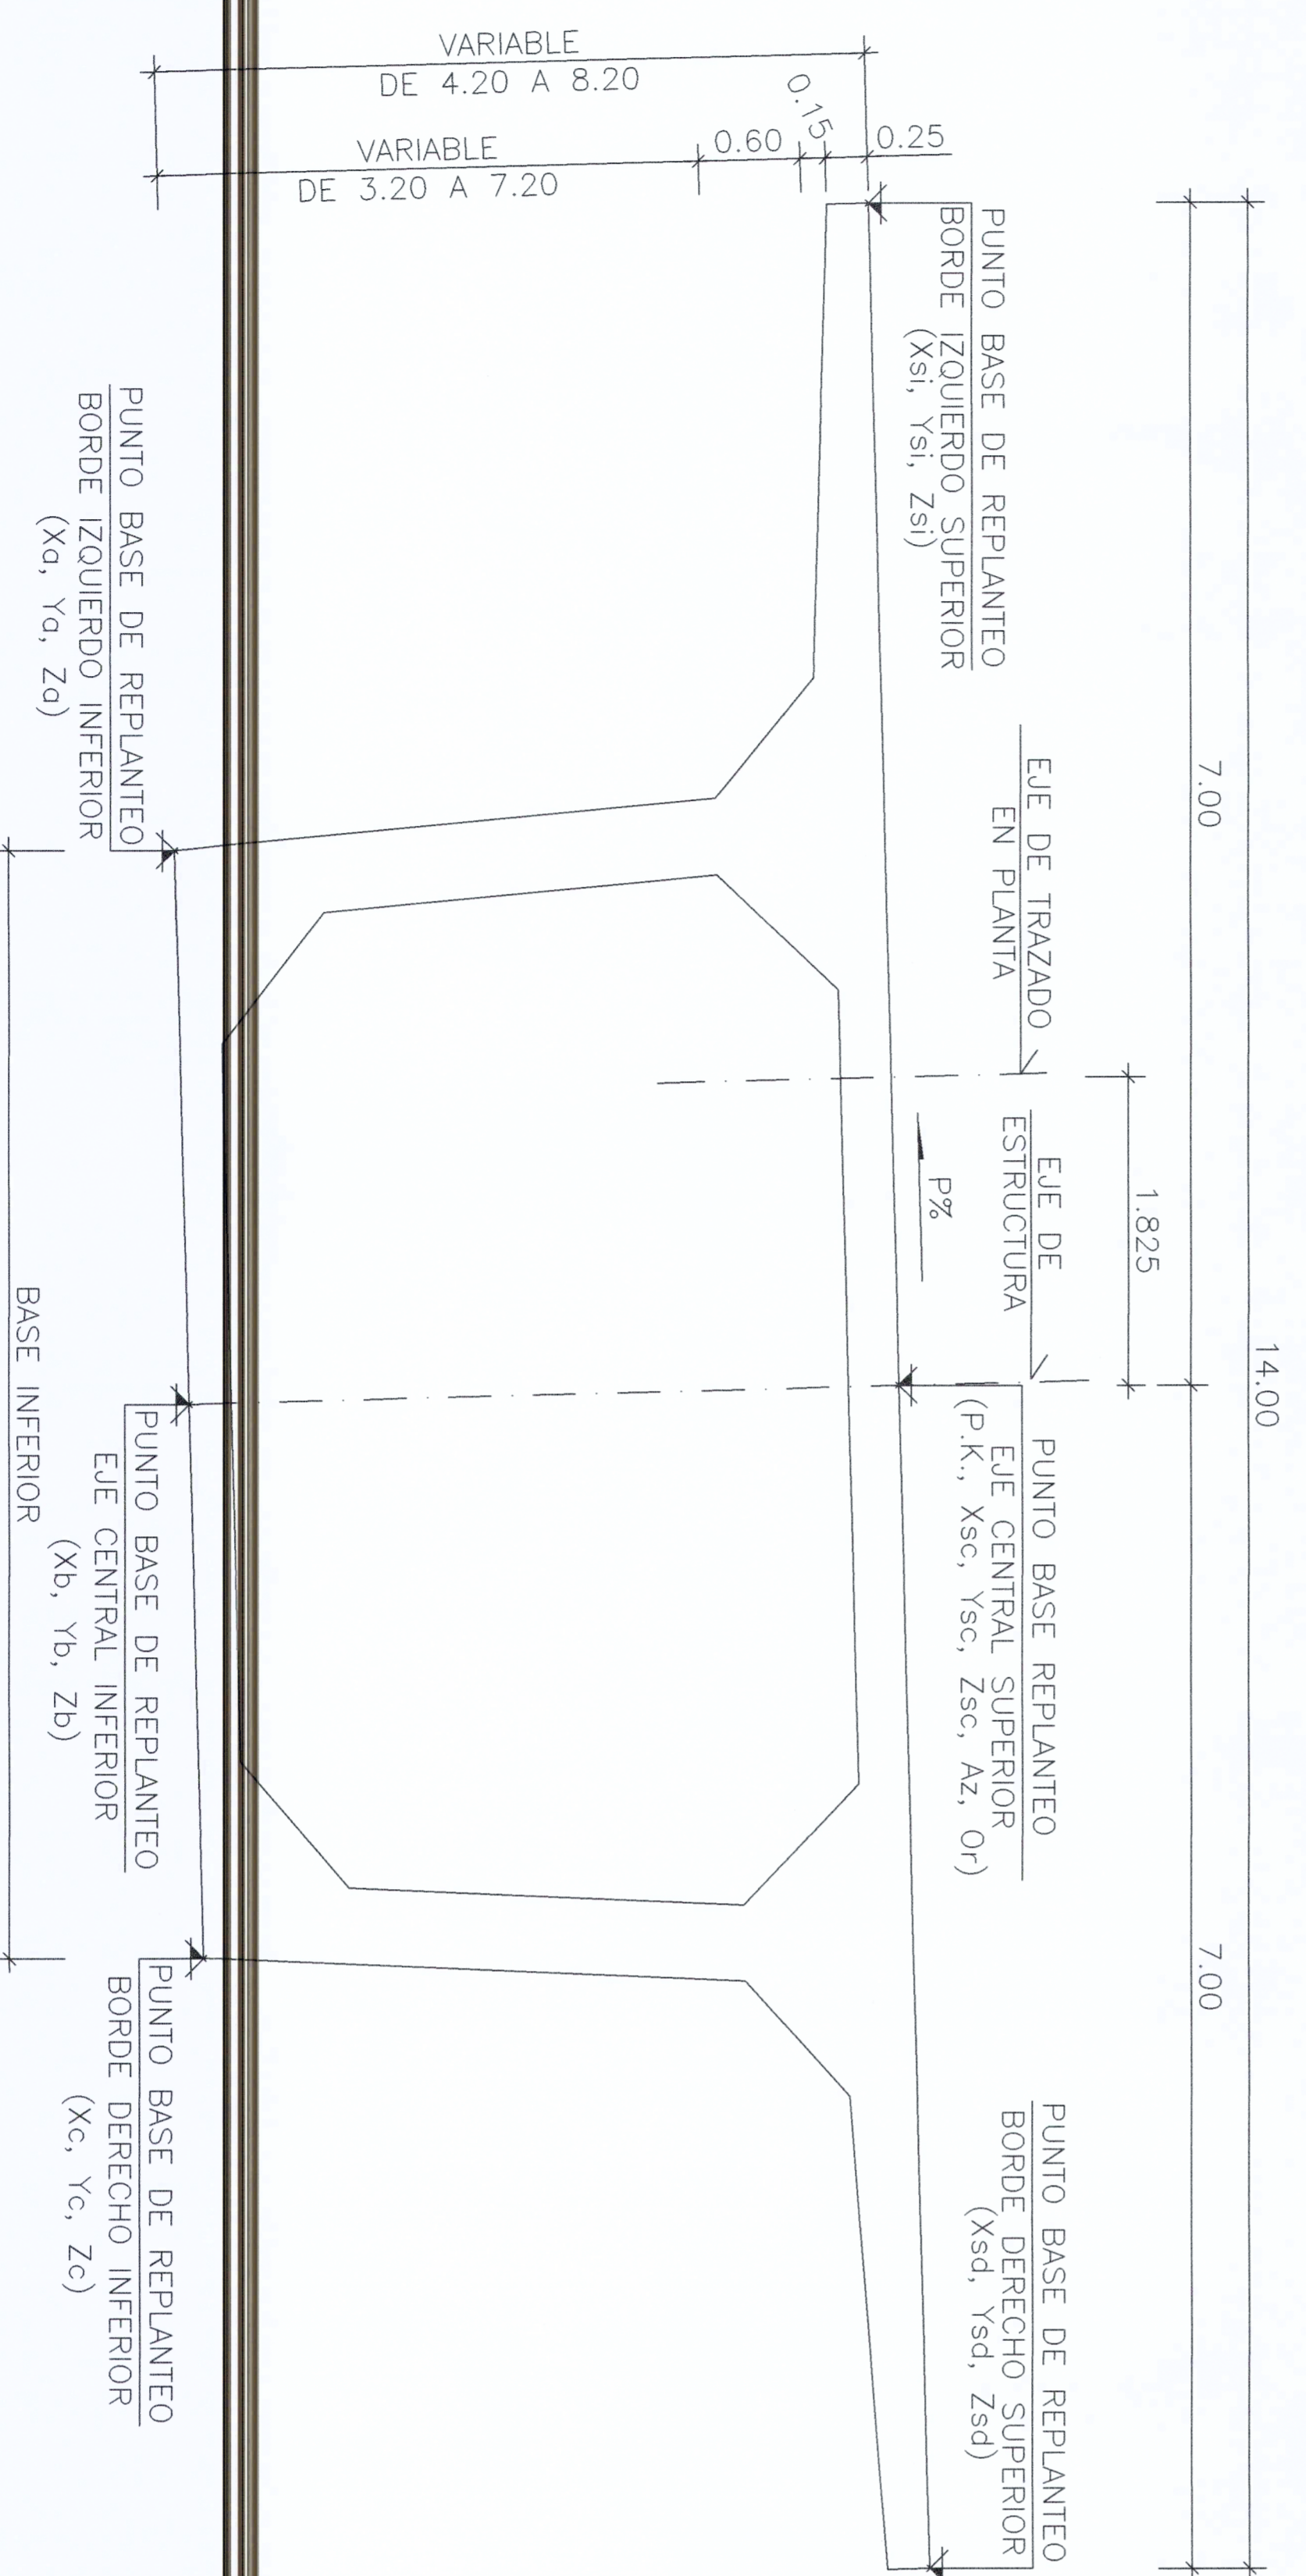 14.00
7.00
7.00
1.825
PUNTO BASE DE REPLANTEO
BORDE IZQUIERDO SUPERIOR
(Xsi, Ysi, Zsi)
EJE DE TRAZADO
EN PLANTA
EJE DE
ESTRUCTURA
P%
PUNTO BASE REPLANTEO
EJE CENTRAL SUPERIOR
(P.K., Xsc, Ysc, Zsc, Az, Or)
PUNTO BASE DE REPLANTEO
BORDE DERECHO SUPERIOR
(Xsd, Ysd, Zsd)
0.25
0.15
0.60
VARIABLE
DE 4.20 A 8.20
VARIABLE
DE 3.20 A 7.20
PUNTO BASE DE REPLANTEO
BORDE IZQUIERDO INFERIOR
(Xa, Ya, Za)
PUNTO BASE DE REPLANTEO
EJE CENTRAL INFERIOR
(Xb, Yb, Zb)
PUNTO BASE DE REPLANTEO
BORDE DERECHO INFERIOR
(Xc, Yc, Zc)
BASE INFERIOR